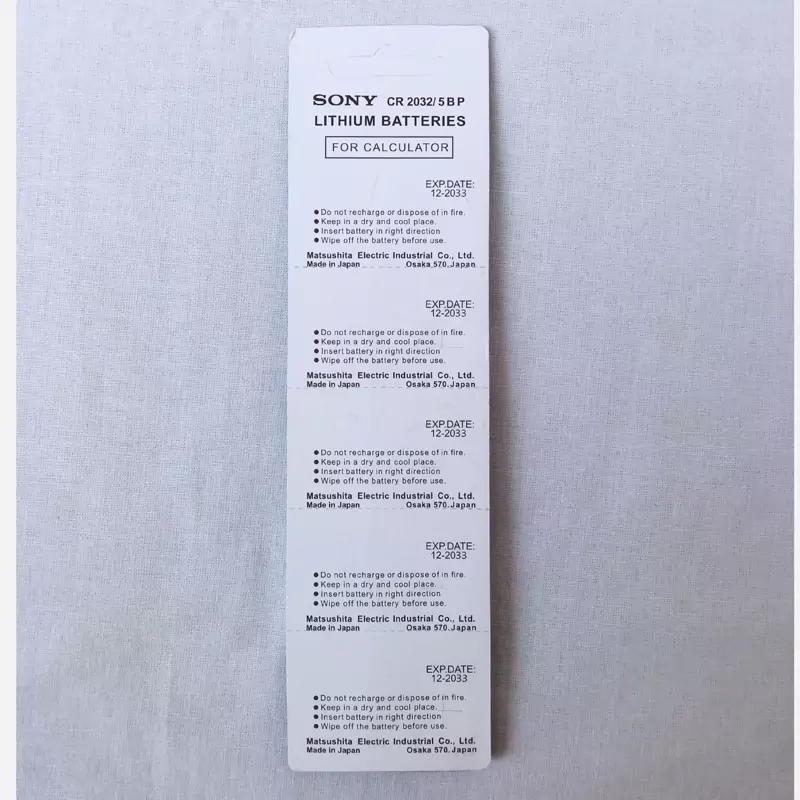 SONY CR 2032/5BP
LITHIUM BATTERIES
FOR CALCULATOR
EXP.DATE:
12-2033
● Do not recharge or dispose of in fire.
● Keep in a dry and cool place.
● Insert battery in right direction
● Wipe off the battery before use.
Matsushita Electric Industrial Co., Ltd.
Made in Japan Osaka 570.Japan
EXP.DATE:
12-2033
● Do not recharge or dispose of in fire.
● Keep in a dry and cool place.
● Insert battery in right direction
● Wipe off the battery before use.
Matsushita Electric Industrial Co., Ltd.
Made in Japan Osaka 570.Japan
EXP.DATE:
12-2033
● Do not recharge or dispose of in fire.
● Keep in a dry and cool place.
● Insert battery in right direction
● Wipe off the battery before use.
Matsushita Electric Industrial Co., Ltd.
Made in Japan Osaka 570.Japan
EXP.DATE:
12-2033
● Do not recharge or dispose of in fire.
● Keep in a dry and cool place.
● Insert battery in right direction
● Wipe off the battery before use.
Matsushita Electric Industrial Co., Ltd.
Made in Japan Osaka 570.Japan
EXP.DATE:
12-2033
● Do not recharge or dispose of in fire.
● Keep in a dry and cool place.
● Insert battery in right direction
● Wipe off the battery before use.
Matsushita Electric Industrial Co., Ltd.
Made in Japan Osaka 570.Japan